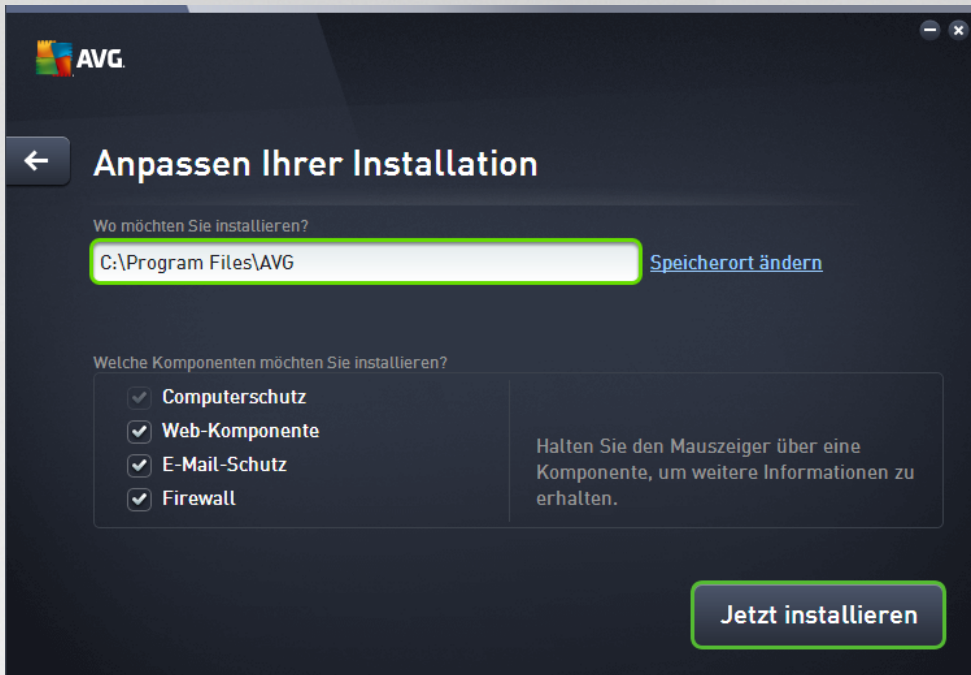 AVG.
Anpassen Ihrer Installation
Wo möchten Sie installieren?
C:\Program Files\AVG
Speicherort ändern
Welche Komponenten möchten Sie installieren?
Computerschutz
Web-Komponente
E-Mail-Schutz
Firewall
Halten Sie den Mauszeiger über eine
Komponente, um weitere Informationen zu
erhalten.
Jetzt installieren